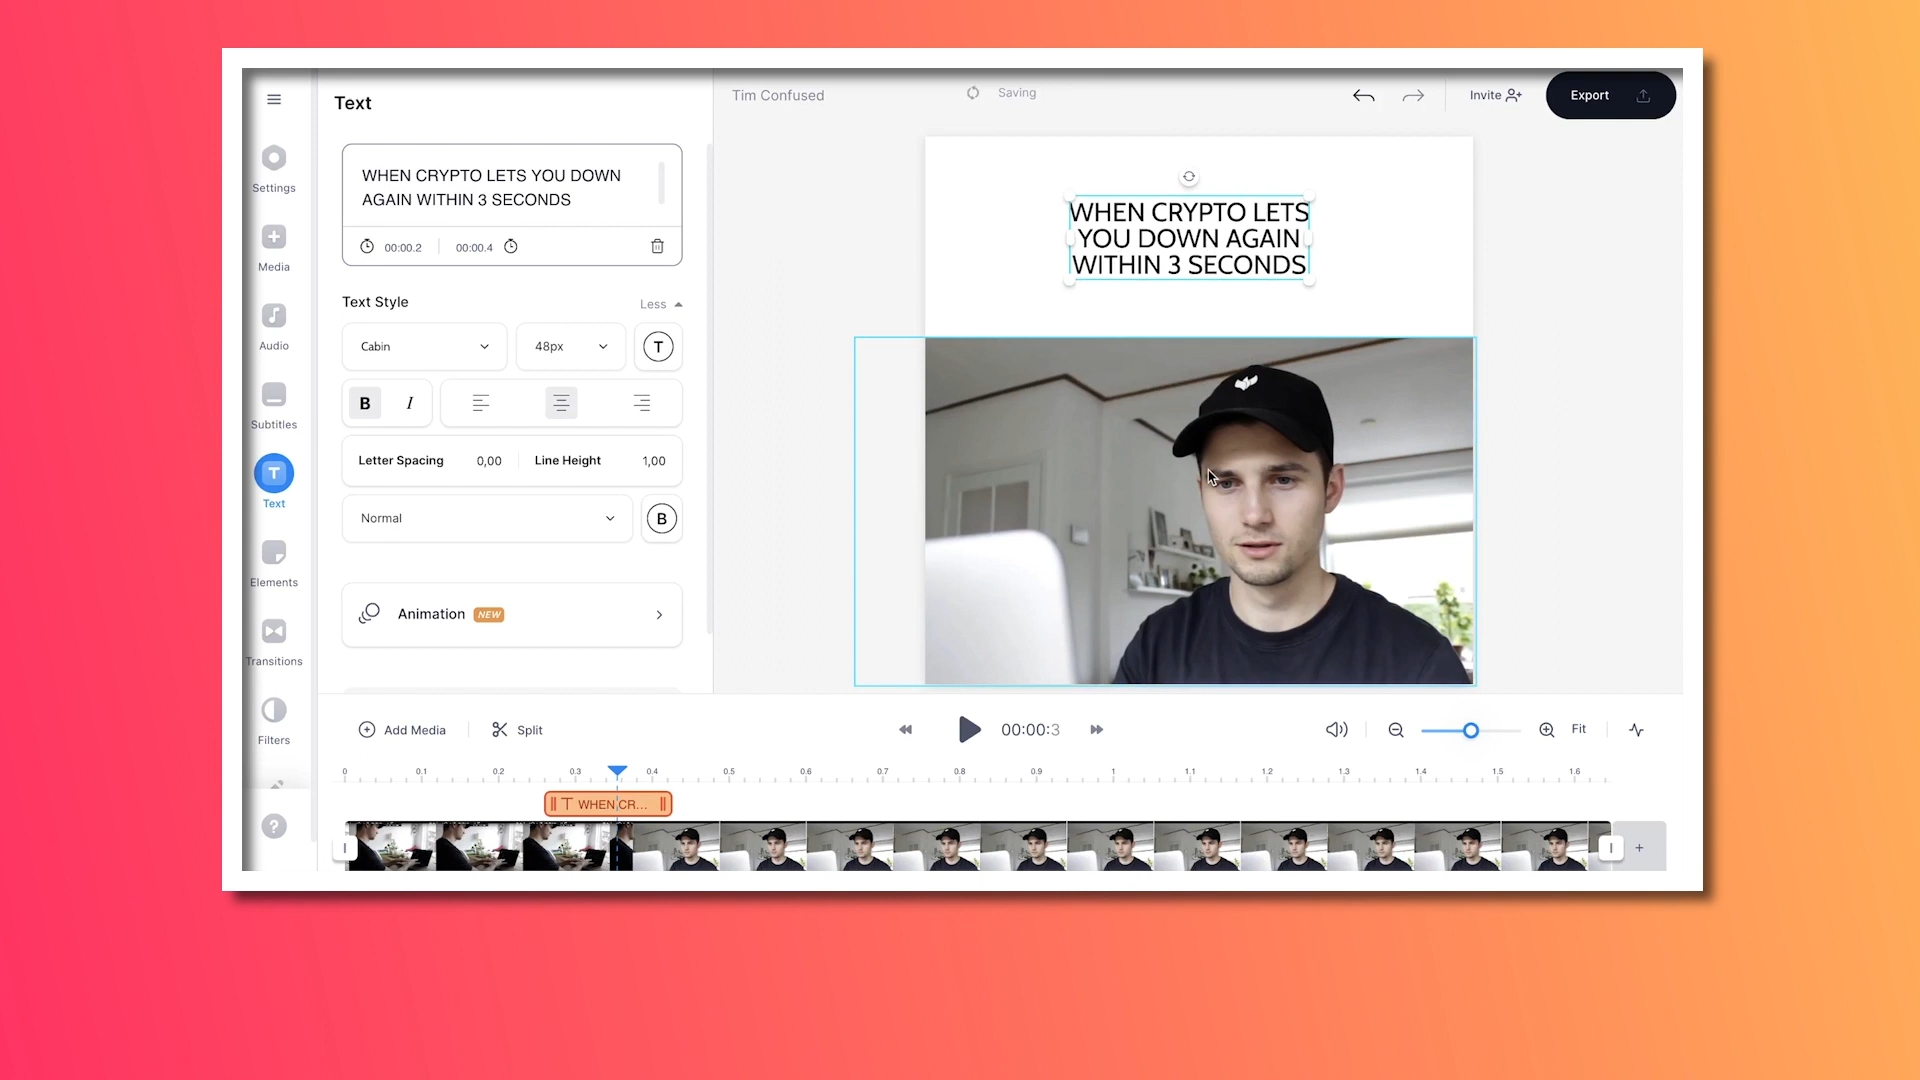 Text
Tim Confused
Saving
Invite
Export
Settings
Media
Audio
Subtitles
Text
Elements
Transitions
Filters
WHEN CRYPTO LETS YOU DOWN
AGAIN WITHIN 3 SECONDS
00:00.2
00:00.4
Text Style
Less
Cabin
48px
T
B
I
Letter Spacing
0,00
Line Height
1,00
Normal
B
Animation
NEW
WHEN CRYPTO LETS
YOU DOWN AGAIN
WITHIN 3 SECONDS
Add Media
Split
00:00:3
Fit
0 0.1 0.2 0.3 0.4 0.5 0.6 0.7 0.8 0.9 1 1.1 1.2 1.3 1.4 1.5 1.6
T WHEN CR...
?
+